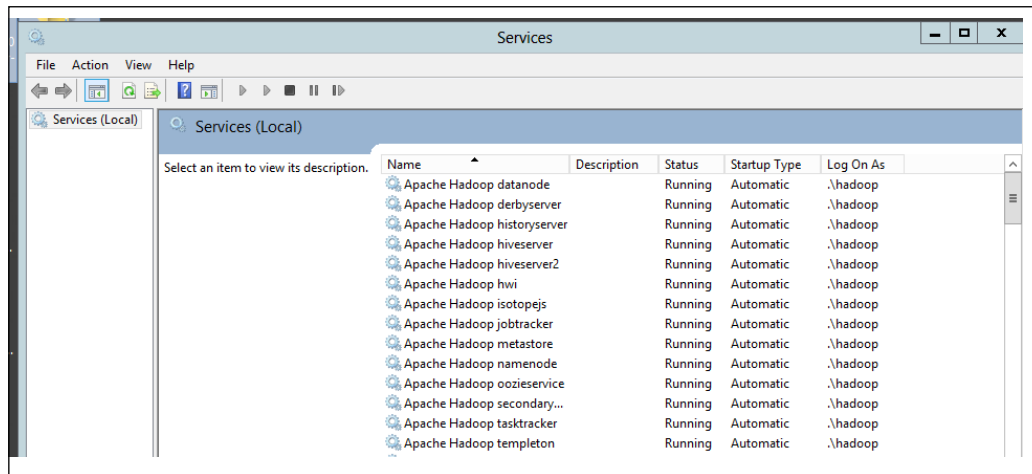 Services
File Action View Help
Services (Local)
Services (Local)
Select an item to view its description.
Name Description Status Startup Type Log On As
Apache Hadoop datanode Running Automatic .\hadoop
Apache Hadoop derbyserver Running Automatic .\hadoop
Apache Hadoop historyserver Running Automatic .\hadoop
Apache Hadoop hiveserver Running Automatic .\hadoop
Apache Hadoop hiveserver2 Running Automatic .\hadoop
Apache Hadoop hwi Running Automatic .\hadoop
Apache Hadoop isotopejs Running Automatic .\hadoop
Apache Hadoop jobtracker Running Automatic .\hadoop
Apache Hadoop metastore Running Automatic .\hadoop
Apache Hadoop namenode Running Automatic .\hadoop
Apache Hadoop oozieservice Running Automatic .\hadoop
Apache Hadoop secondary... Running Automatic .\hadoop
Apache Hadoop tasktracker Running Automatic .\hadoop
Apache Hadoop templeton Running Automatic .\hadoop